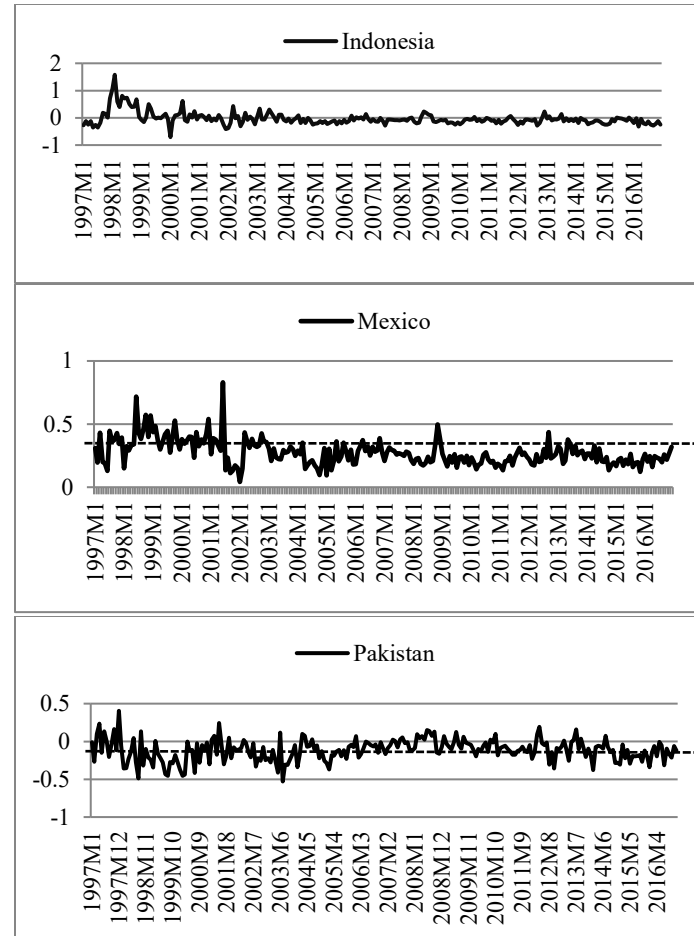 Indonesia
2
1
0
-1
1997M1
1998M1
1999M1
2000M1
2001M1
2002M1
2003M1
2004M1
2005M1
2006M1
2007M1
2008M1
2009M1
2010M1
2011M1
2012M1
2013M1
2014M1
2015M1
2016M1
Mexico
1
0.5
0
1997M1
1998M1
1999M1
2000M1
2001M1
2002M1
2003M1
2004M1
2005M1
2006M1
2007M1
2008M1
2009M1
2010M1
2011M1
2012M1
2013M1
2014M1
2015M1
2016M1
Pakistan
0.5
0
-0.5
-1
1997M1
1997M12
1998M11
1999M10
2000M9
2001M8
2002M7
2003M6
2004M5
2005M4
2006M3
2007M2
2008M1
2008M12
2009M11
2010M10
2011M9
2012M8
2013M7
2014M6
2015M5
2016M4